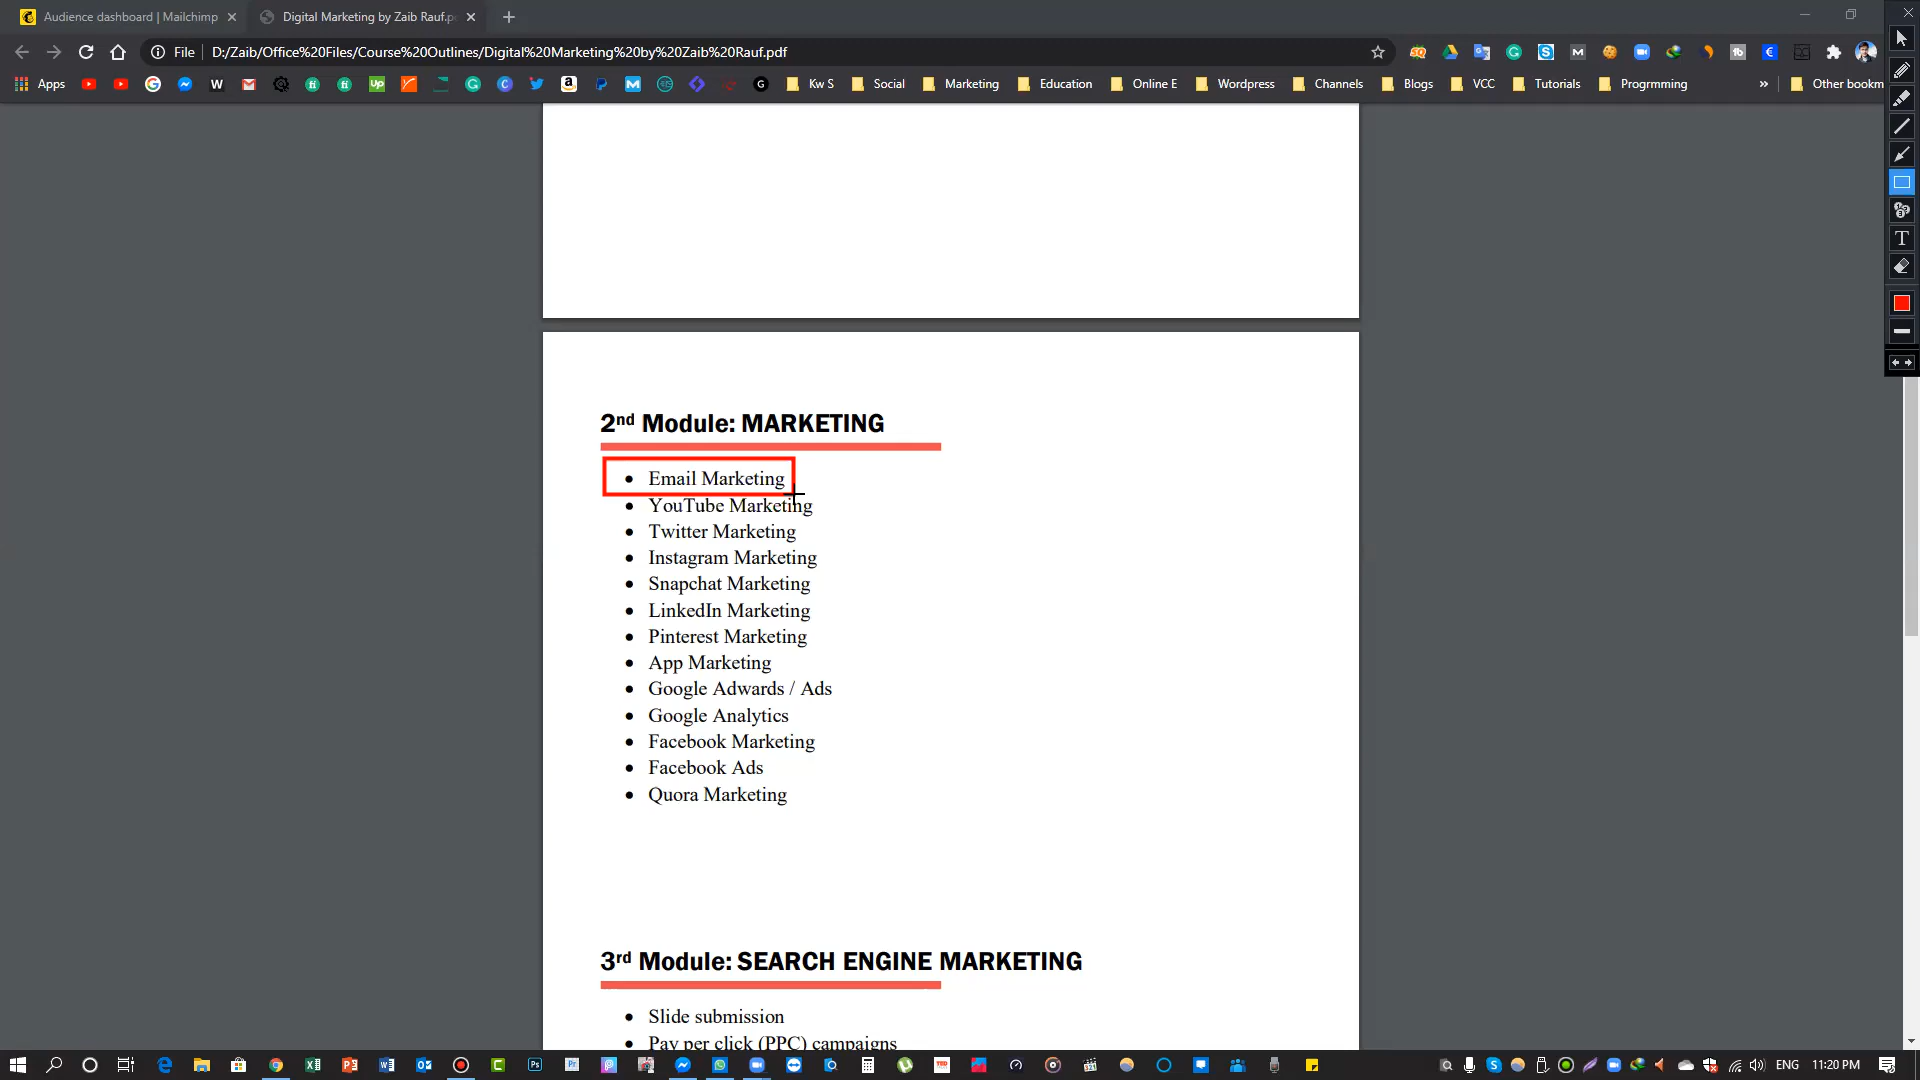 Audience dashboard | Mailchimp
Digital Marketing by Zaib Rauf.p
File
D:/Zaib/Office%20Files/Course%20Outlines/Digital%20Marketing%20by%20Zaib%20Rauf.pdf
Apps
Kw S
Social
Marketing
Education
Online E
Wordpress
Channels
Blogs
VCC
Tutorials
Progrmming
»
Other bookm
2nd Module: MARKETING
• Email Marketing
• YouTube Marketing
• Twitter Marketing
• Instagram Marketing
• Snapchat Marketing
• LinkedIn Marketing
• Pinterest Marketing
• App Marketing
• Google Adwards / Ads
• Google Analytics
• Facebook Marketing
• Facebook Ads
• Quora Marketing
3rd Module: SEARCH ENGINE MARKETING
• Slide submission
• Pay per click (PPC) campaigns
ENG
11:20 PM